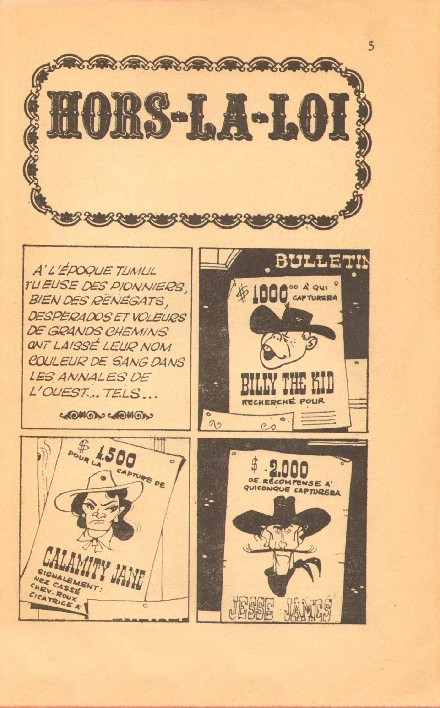 5
HORS-LA-LOI
A' L'ÉPOQUE TUMUL
TUEUSE DES PIONNIERS,
BIEN DES RENÉGATS,
DESPERADOS ET VOLEURS
DE GRANDS CHEMINS
ONT LAISSÉ LEUR NOM
COULEUR DE SANG DANS
LES ANNALES DE
L'OUEST... TELS...
BULLETIN
$ 1000.00 À QUI
CAPTURERA
BILLY THE KID
RECHERCHÉ POUR
$ 1.500
POUR LA CAPTURE DE
CALAMITY JANE
SIGNALEMENT:
NEZ CASSÉ
CHEV. ROUX
CICATRICE A'
$ 2.000
DE RÉCOMPENSE A'
QUICONQUE CAPTURERA
JESSE JAMES